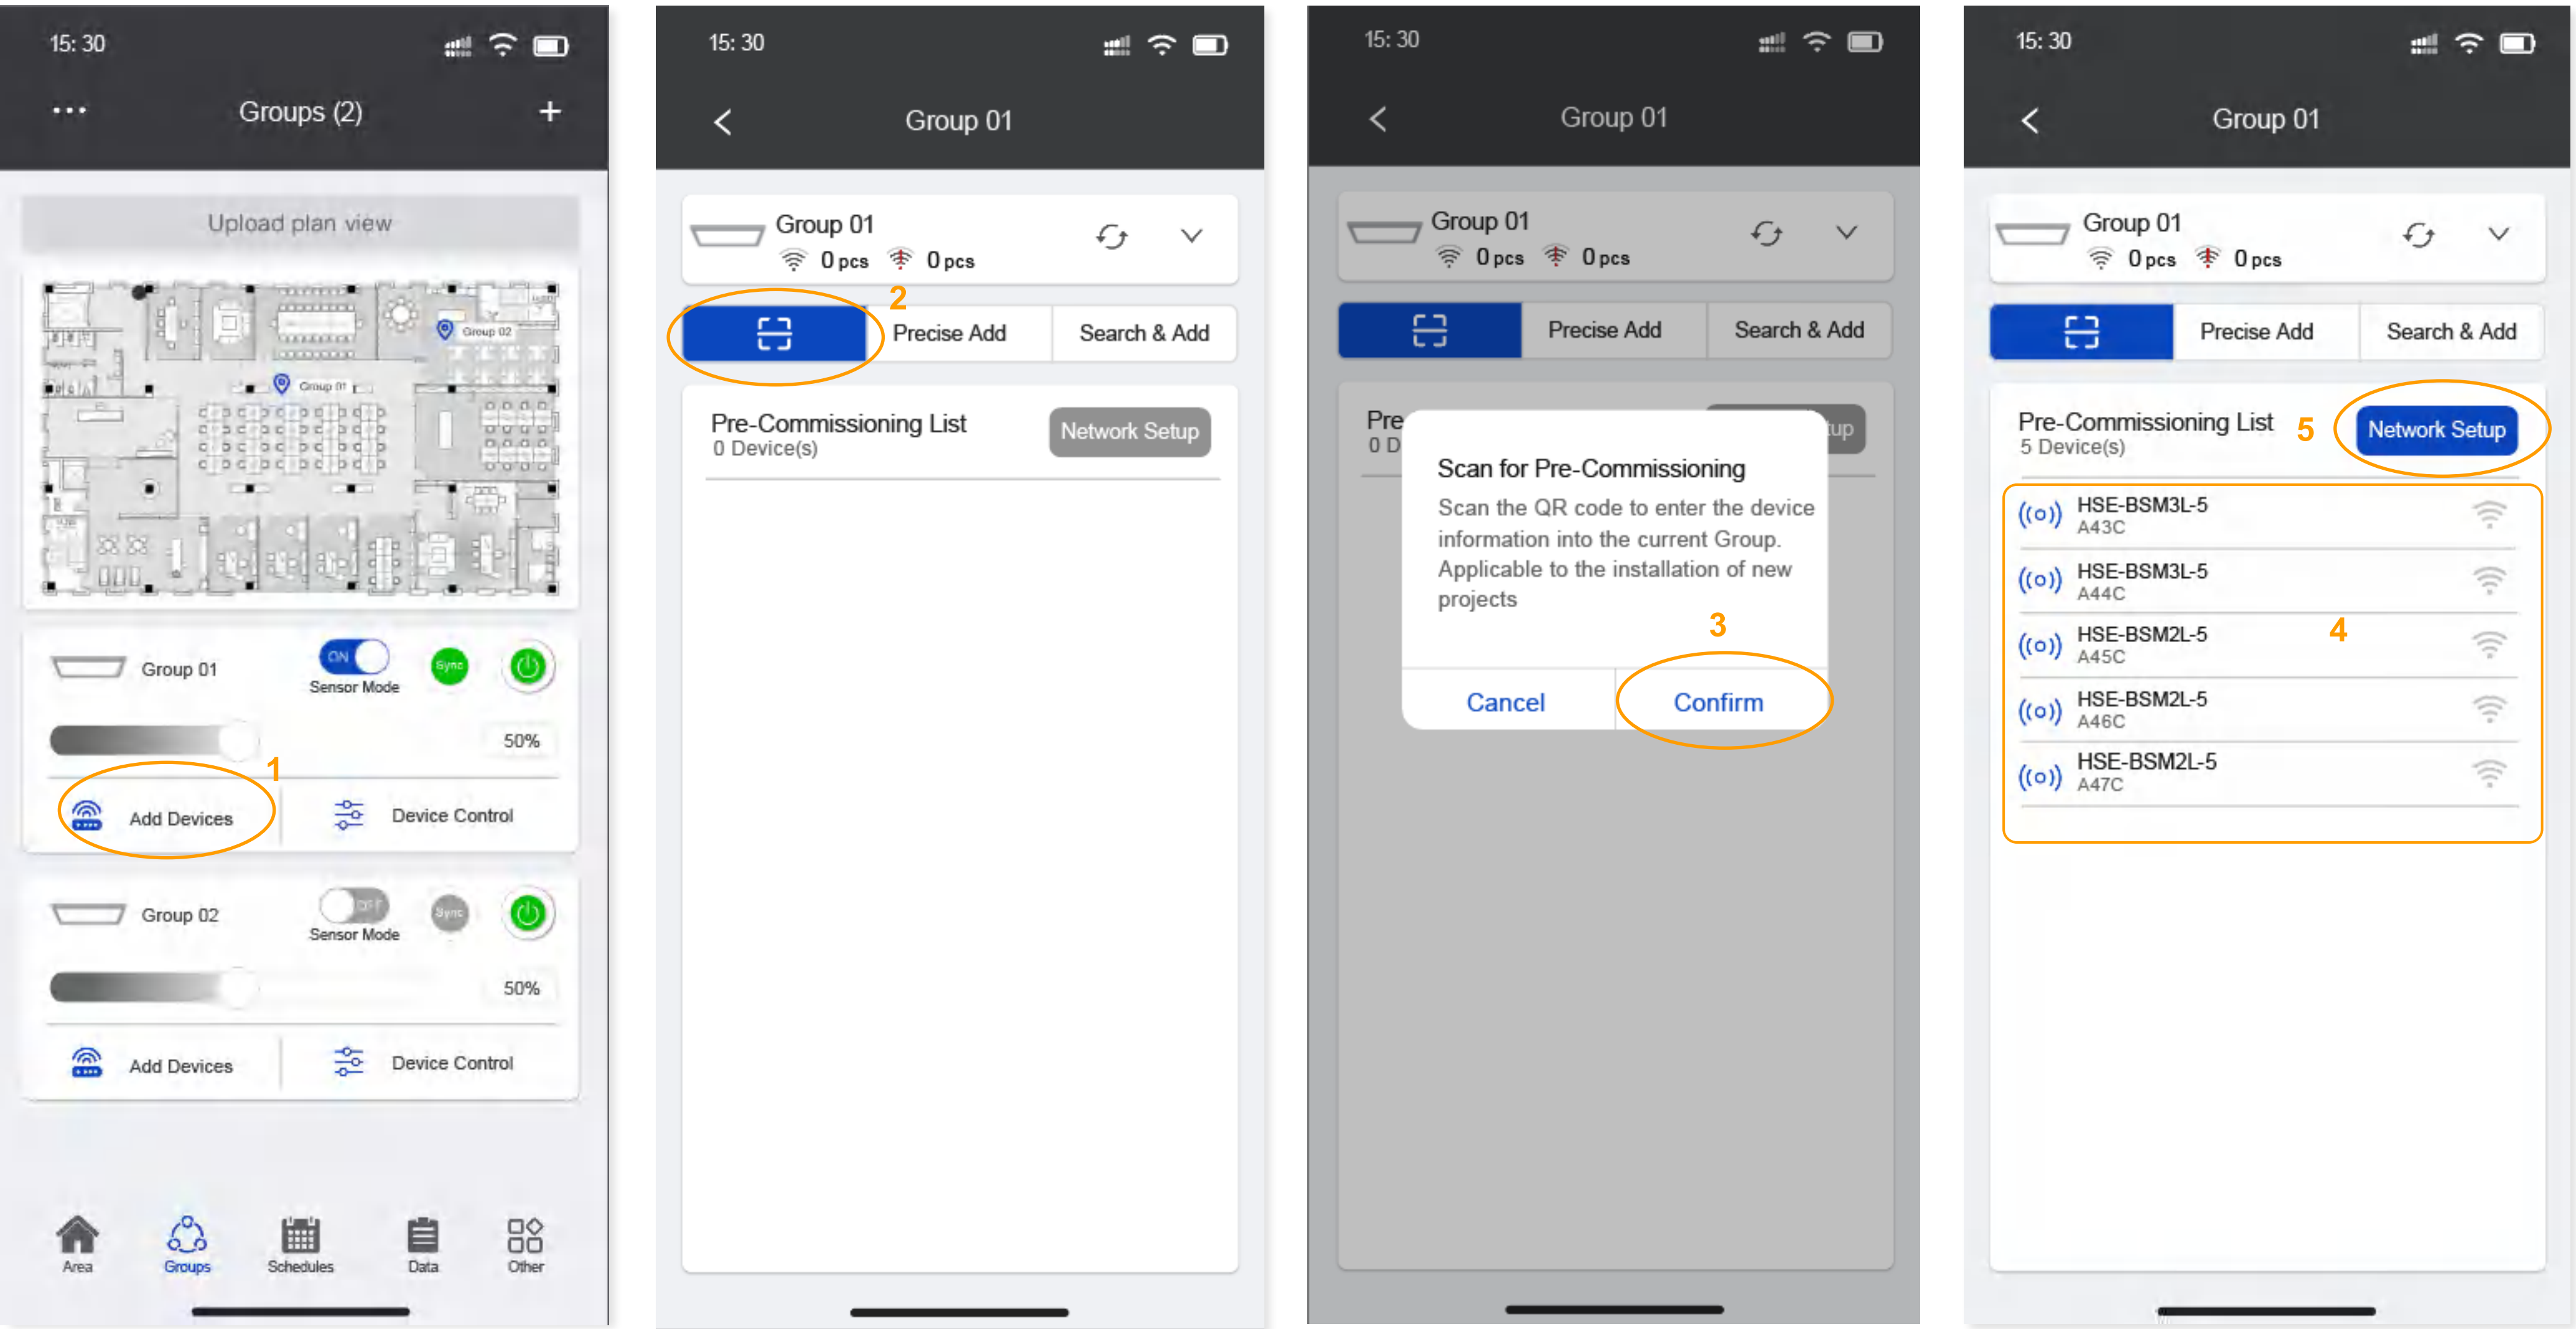 15: 30
Groups (2)
+
Upload plan view
Group 02
Group 01
Group 01
ON
Sensor Mode
Sync
50%
1
Add Devices
Device Control
Group 02
OFF
Sensor Mode
Sync
50%
Add Devices
Device Control
Area
Groups
Schedules
Data
Other
15: 30
Group 01
Group 01
0 pcs
0 pcs
2
Precise Add
Search & Add
Pre-Commissioning List
0 Device(s)
Network Setup
15: 30
Group 01
Group 01
0 pcs
0 pcs
Precise Add
Search & Add
Pre
0 D
tup
Scan for Pre-Commissioning
Scan the QR code to enter the device
information into the current Group.
Applicable to the installation of new
projects
3
Cancel
Confirm
15: 30
Group 01
Group 01
0 pcs
0 pcs
Precise Add
Search & Add
Pre-Commissioning List
5 Device(s)
5
Network Setup
HSE-BSM3L-5
A43C
HSE-BSM3L-5
A44C
HSE-BSM2L-5
A45C
4
HSE-BSM2L-5
A46C
HSE-BSM2L-5
A47C